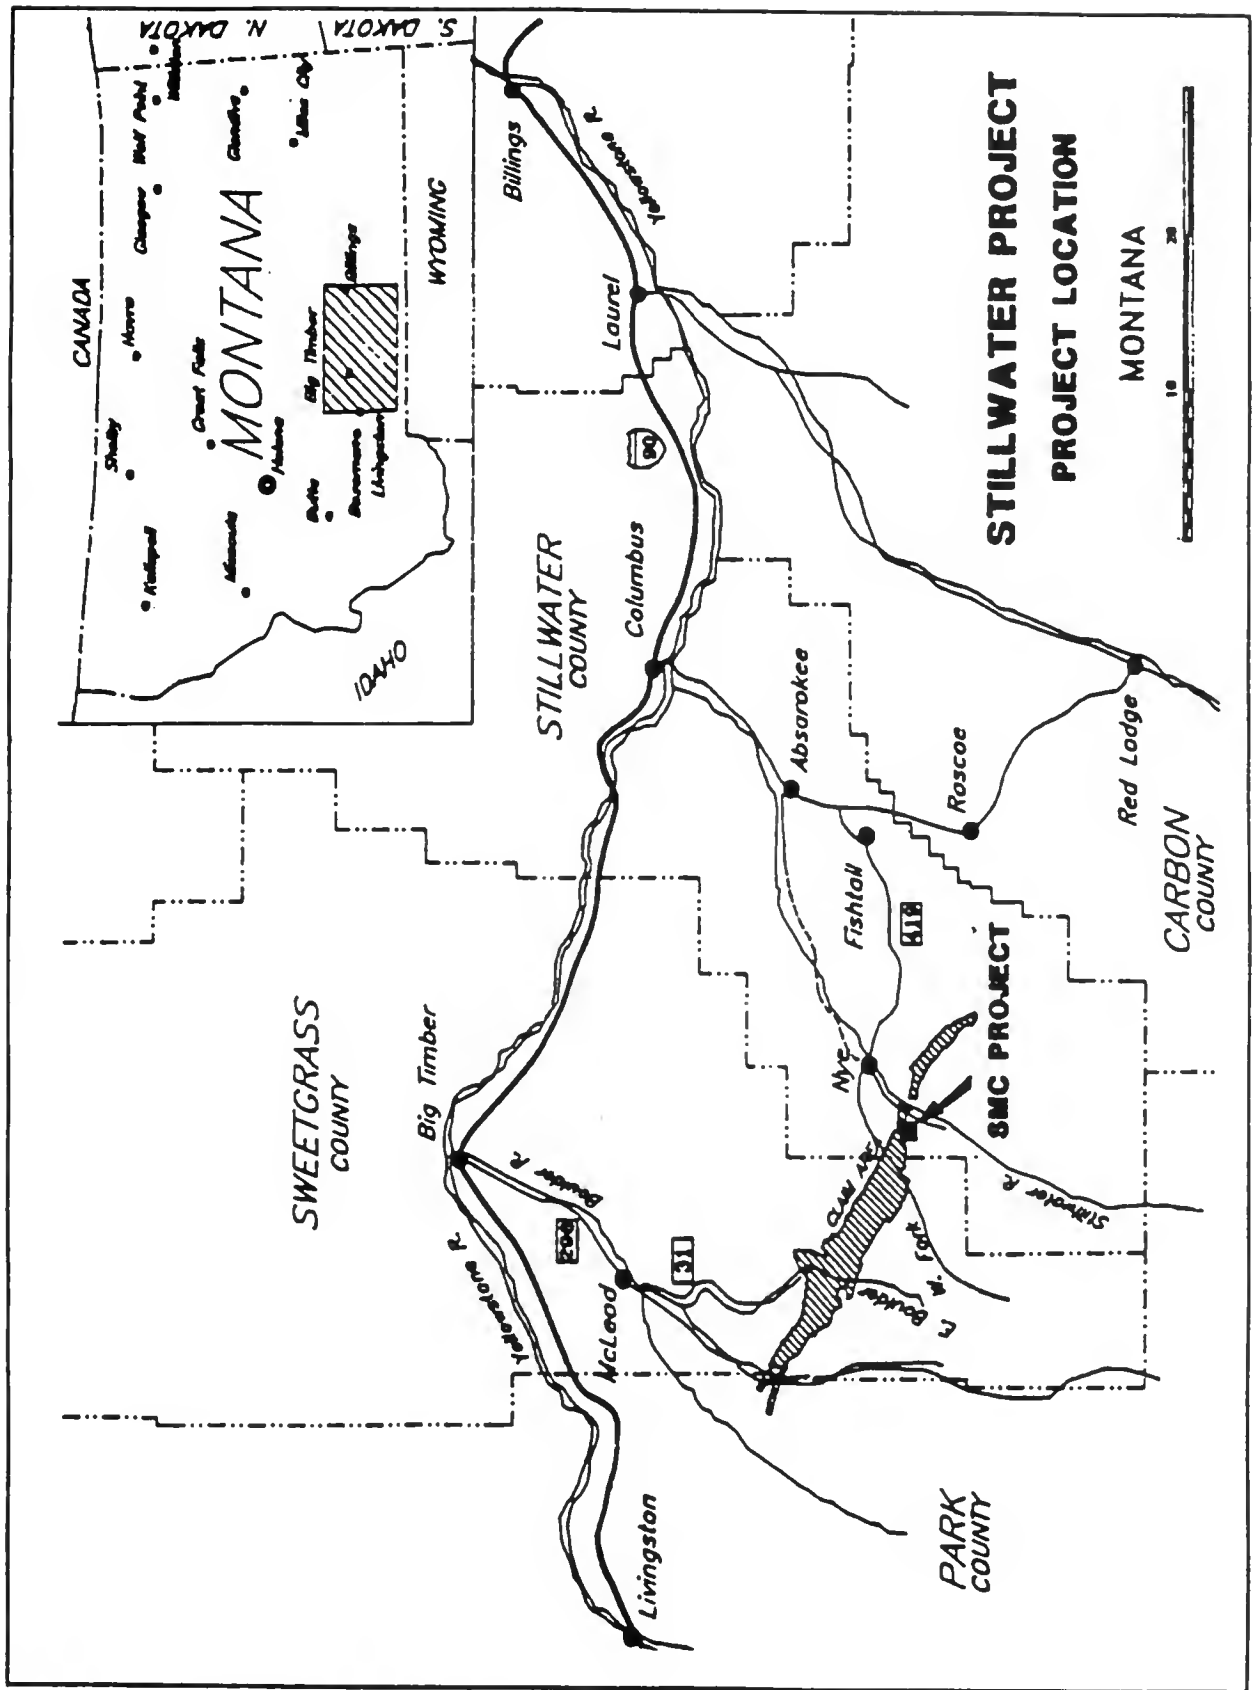 CANADA
N. DAKOTA
S. DAKOTA
Kalispell
Shelby
Havre
Glasgow
Wolf Point
Missoula
Great Falls
Glendive
MONTANA
Helena
Miles City
Butte
Bozeman
Livingston
Big Timber
Billings
IDAHO
WYOMING
SWEETGRASS
COUNTY
STILLWATER
COUNTY
Big Timber
Yellowstone R.
Boulder R.
298
McLeod
31
Livingston
Columbus
90
Laurel
Billings
Yellowstone R.
Absarokee
Fishtail
419
Nye
Roscoe
Red Lodge
W. Fork
E. Boulder
Stillwater R.
SMC PROJECT
PARK
COUNTY
CARBON
COUNTY
STILLWATER PROJECT
PROJECT LOCATION
MONTANA
10
20